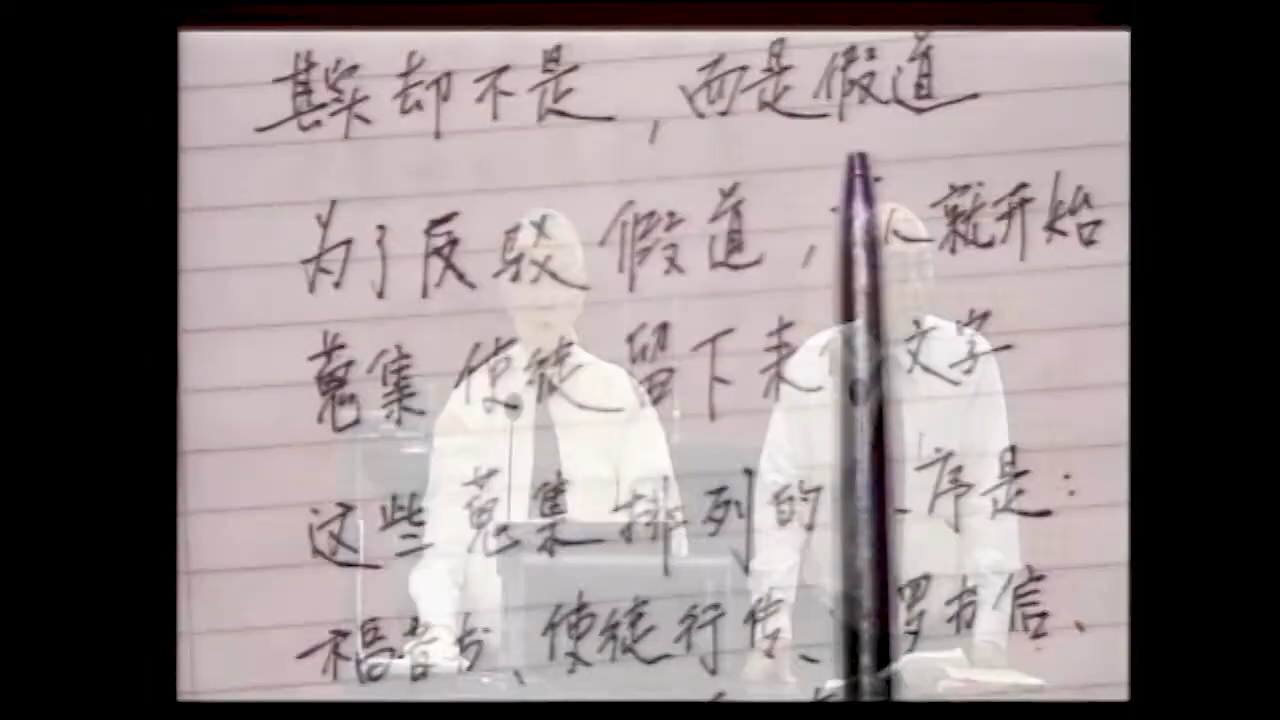 其实却不是，而是假道
为了反驳假道，人就开始
蒐集使徒留下来 文字
这些蒐集排列的 序是：
福音书、使徒行传、 罗书信、